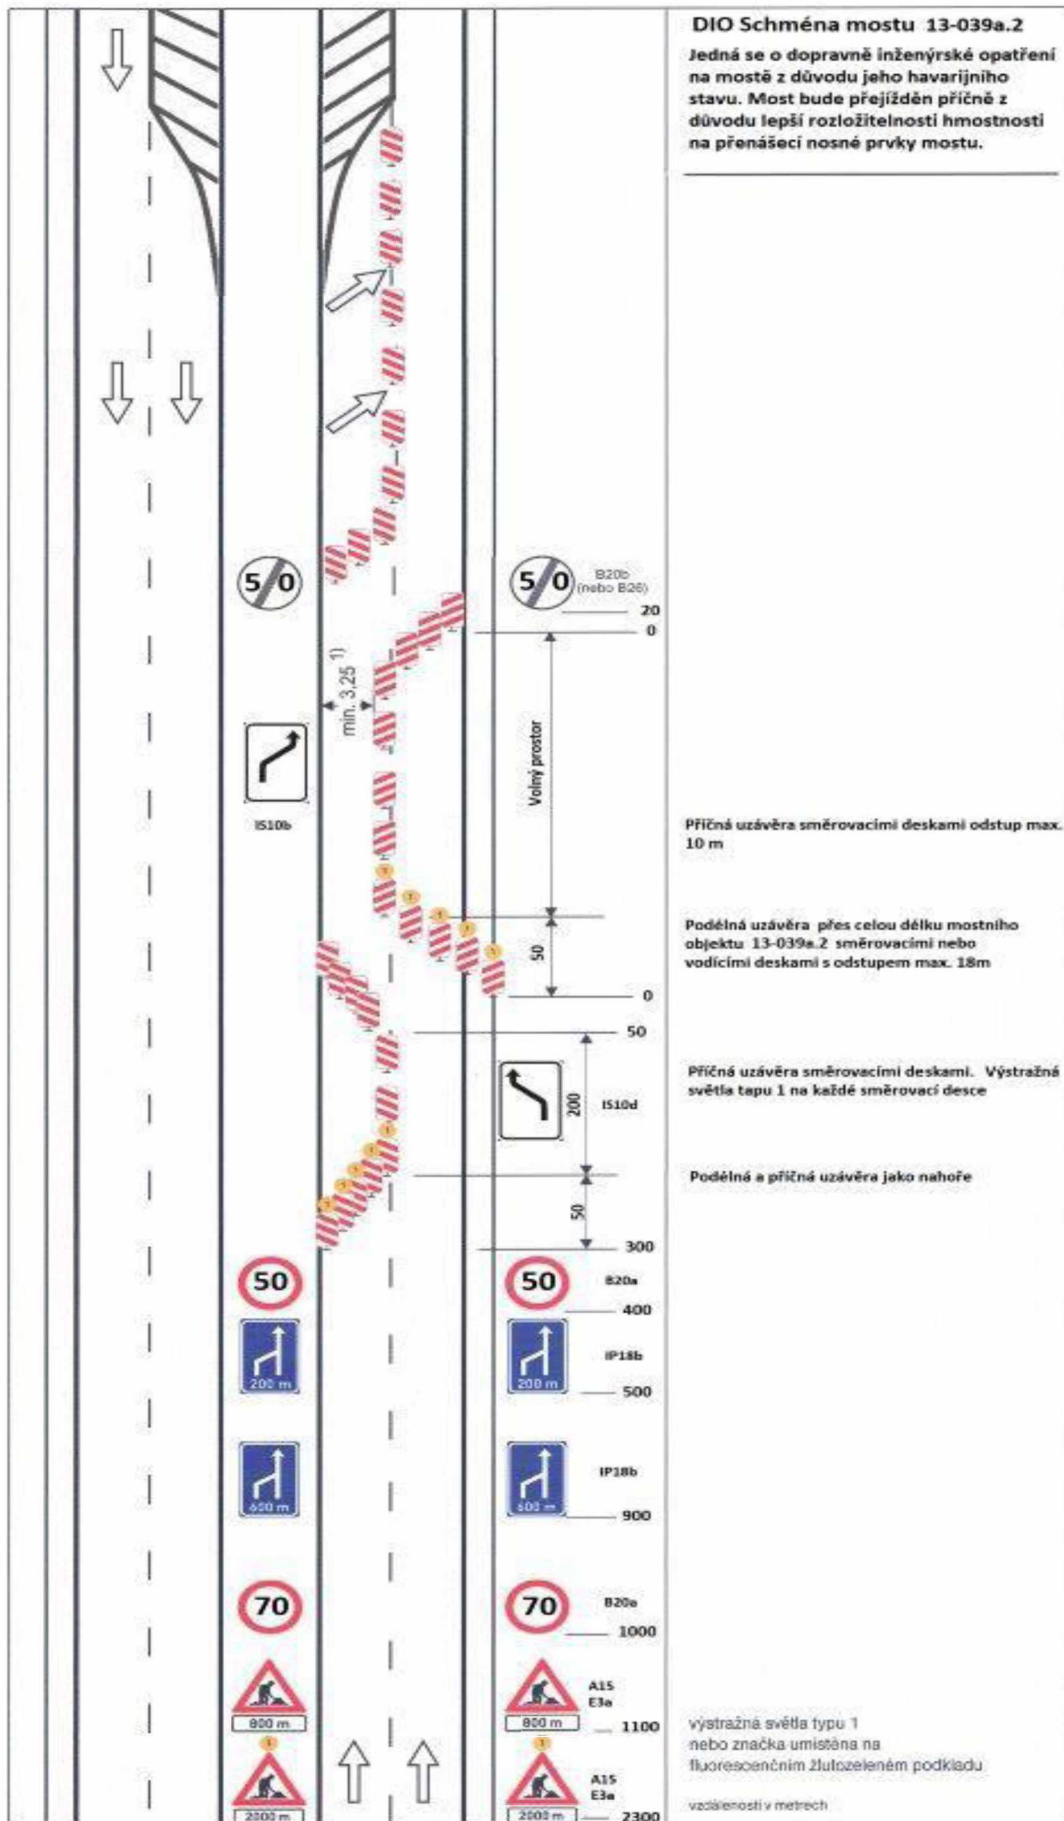 DIO Schména mostu 13-039a.2
Jedná se o dopravně inženýrské opatření
na mostě z důvodu jeho havarijního
stavu. Most bude přejížděn příčně z
důvodu lepší rozložitelnosti hmostnosti
na přenášecí nosné prvky mostu.
50
50
B20b
(nebo B26)
20
0
min. 3,25 1)
Volný prostor
IS10b
Příčná uzávěra směrovacími deskami odstup max.
10 m
Podélná uzávěra přes celou délku mostního
objektu 13-039a.2 směrovacími nebo
vodícími deskami s odstupem max. 18m
50
0
50
Příčná uzávěra směrovacími deskami. Výstražná
světla tapu 1 na každé směrovací desce
200
IS10d
Podélná a příčná uzávěra jako nahoře
50
300
50
50
B20a
400
200 m
200 m
IP18b
500
600 m
600 m
IP18b
900
70
70
B20a
1000
A15
E3a
800 m
800 m
1100
výstražná světla typu 1
nebo značka umístěna na
fluorescenčním žlutozeleném podkladu
1
1
A15
E3a
vzdálenosti v metrech
2000 m
2000 m
2300